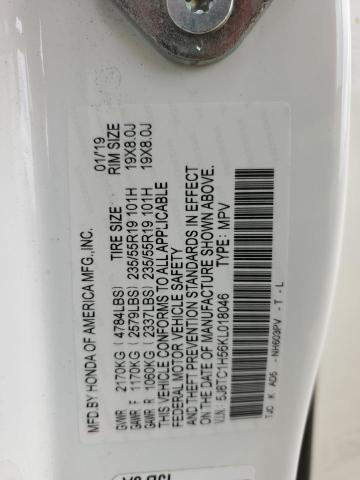 MFD.BY HONDA OF AMERICA MFG.,INC. 01/19
TIRE SIZE RIM SIZE
GVWR 2170KG (4784LBS)
GAWR F 1170KG (2579LBS) 235/55R19 101H 19X8.0J
GAWR R 1060KG (2337LBS) 235/55R19 101H 19X8.0J
THIS VEHICLE CONFORMS TO ALL APPLICABLE
FEDERAL MOTOR VEHICLE SAFETY
AND THEFT PREVENTION STANDARDS IN EFFECT
ON THE DATE OF MANUFACTURE SHOWN ABOVE.
V.I.N: 5J8TC1H56KL018046 TYPE: MPV
TJC - K AD5 - NH603PV - T - L